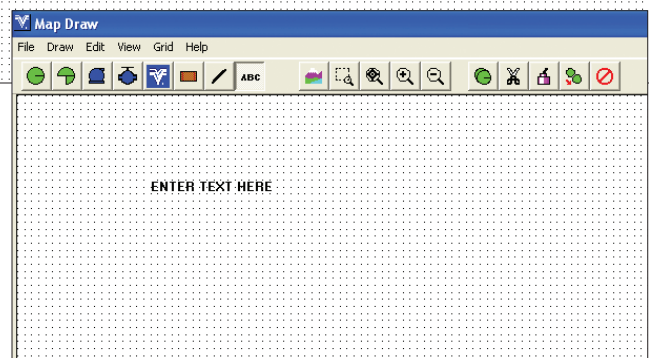 Map Draw
File Draw Edit View Grid Help
ABC
ENTER TEXT HERE